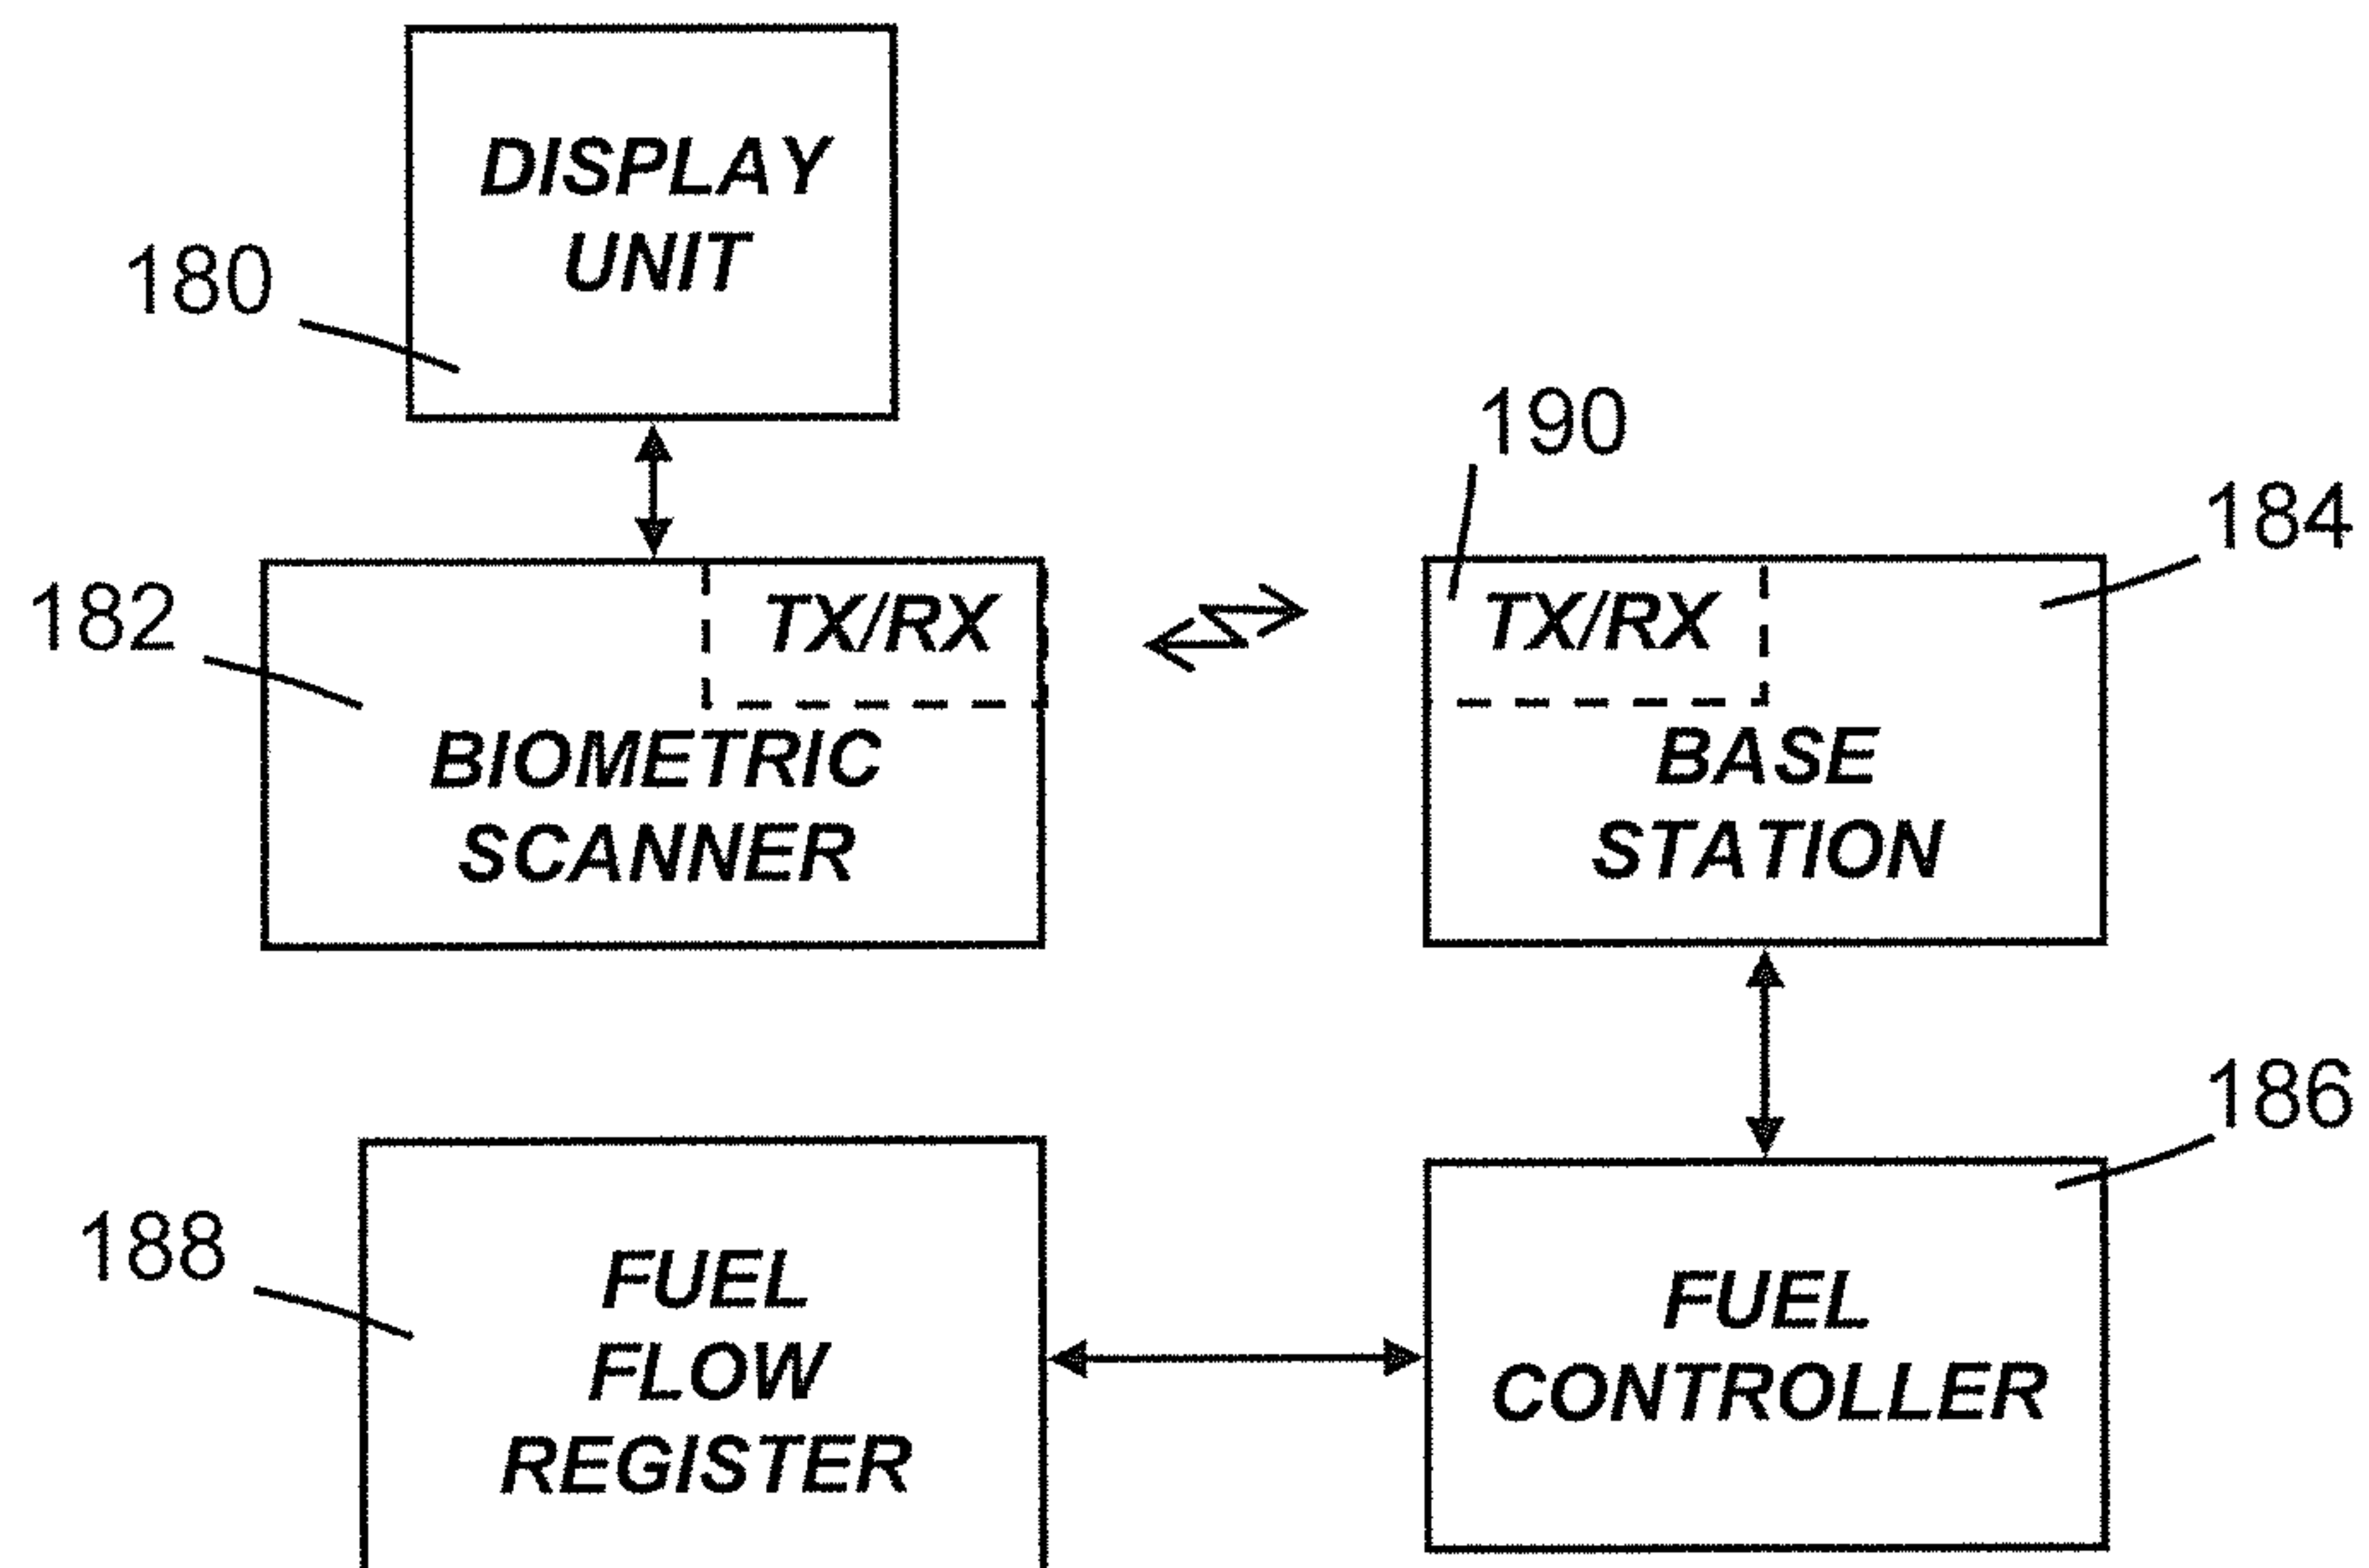 DISPLAY
UNIT
180
190
184
182
TX/RX
TX/RX
BIOMETRIC
SCANNER
BASE
STATION
186
188
FUEL
FLOW
REGISTER
FUEL
CONTROLLER